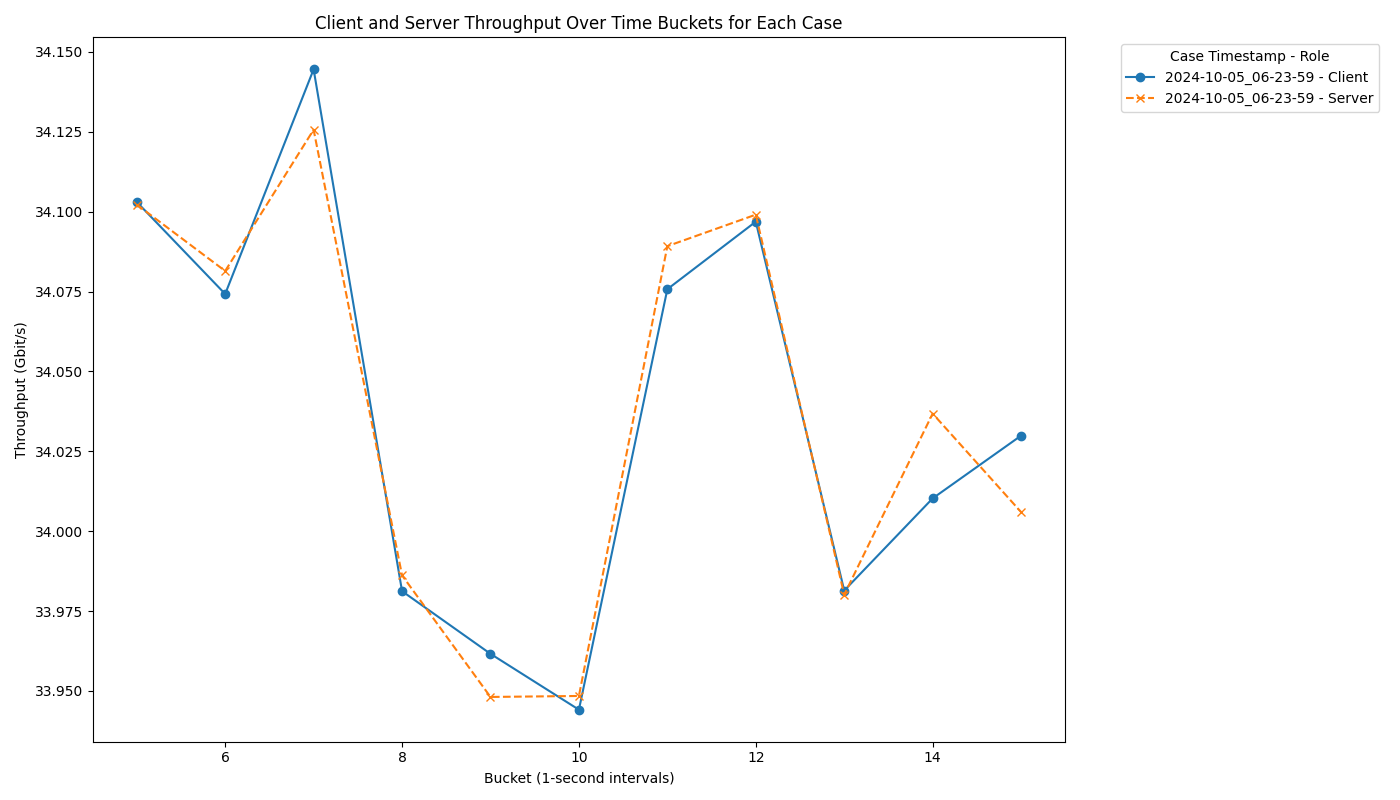 Client and Server Throughput Over Time Buckets for Each Case
Case Timestamp - Role
2024-10-05_06-23-59 - Client
2024-10-05_06-23-59 - Server
Throughput (Gbit/s)
34.150
34.125
34.100
34.075
34.050
34.025
34.000
33.975
33.950
6 8 10 12 14
Bucket (1-second intervals)